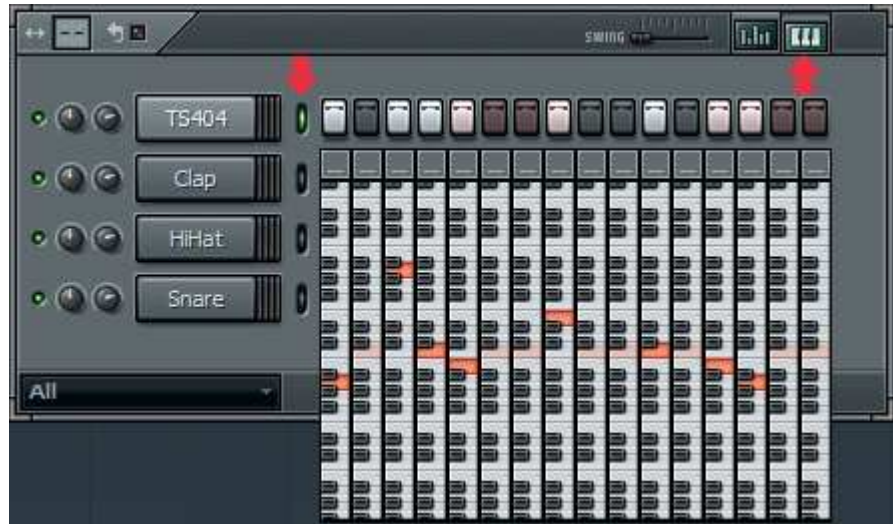 SWING
TS404
Clap
HiHat
Snare
All